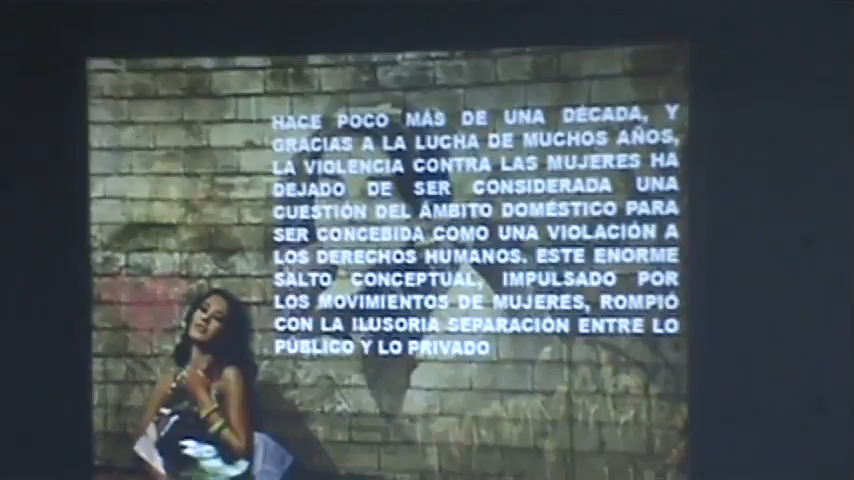 HACE POCO MÁS DE UNA DÉCADA, Y
GRACIAS A LA LUCHA DE MUCHOS AÑOS,
LA VIOLENCIA CONTRA LAS MUJERES HA
DEJADO DE SER CONSIDERADA UNA
CUESTIÓN DEL ÁMBITO DOMÉSTICO PARA
SER CONCEBIDA COMO UNA VIOLACIÓN A
LOS DERECHOS HUMANOS. ESTE ENORME
SALTO CONCEPTUAL, IMPULSADO POR
LOS MOVIMIENTOS DE MUJERES, ROMPIÓ
CON LA ILUSORIA SEPARACIÓN ENTRE LO
PÚBLICO Y LO PRIVADO